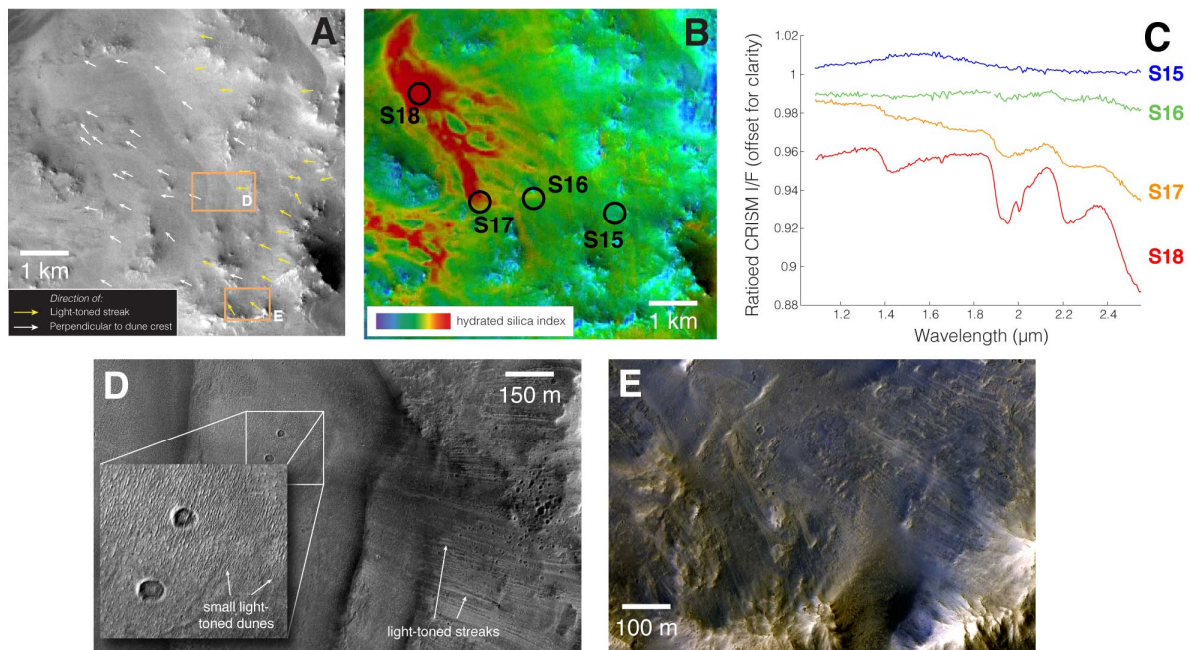 A
1 km
Direction of:
Light-toned streak
Perpendicular to dune crest
D
E
B
S18
S17
S16
S15
hydrated silica index
1 km
C
Ratioed CRISM I/F (offset for clarity)
1.02
1
0.98
0.96
0.94
0.92
0.9
0.88
1.2
1.4
1.6
1.8
2
2.2
2.4
Wavelength (µm)
S15
S16
S17
S18
D
150 m
small light-
toned dunes
light-toned streaks
E
100 m